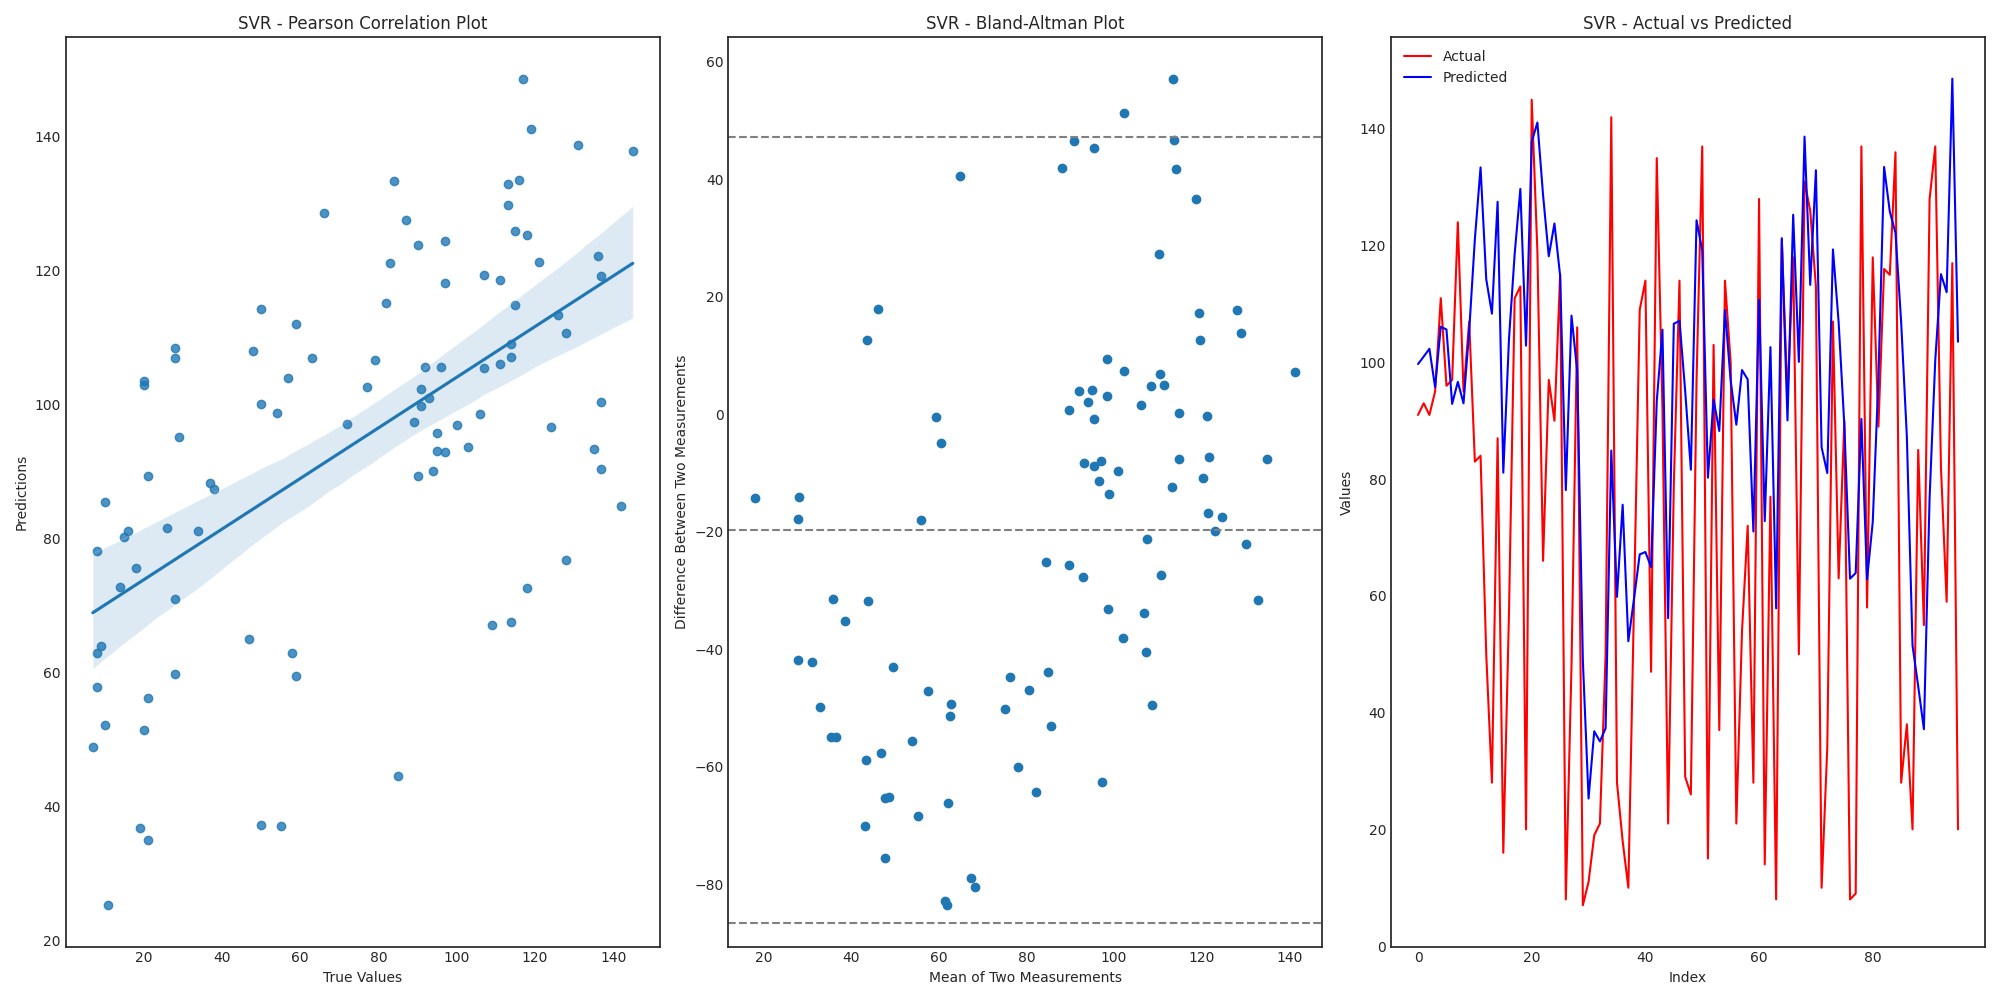 SVR - Pearson Correlation Plot
Predictions
140
120
100
80
60
40
20
20 40 60 80 100 120 140
True Values
SVR - Bland-Altman Plot
Difference Between Two Measurements
60
40
20
0
−20
−40
−60
−80
20 40 60 80 100 120 140
Mean of Two Measurements
SVR - Actual vs Predicted
Actual
Predicted
Values
140
120
100
80
60
40
20
0
0 20 40 60 80
Index